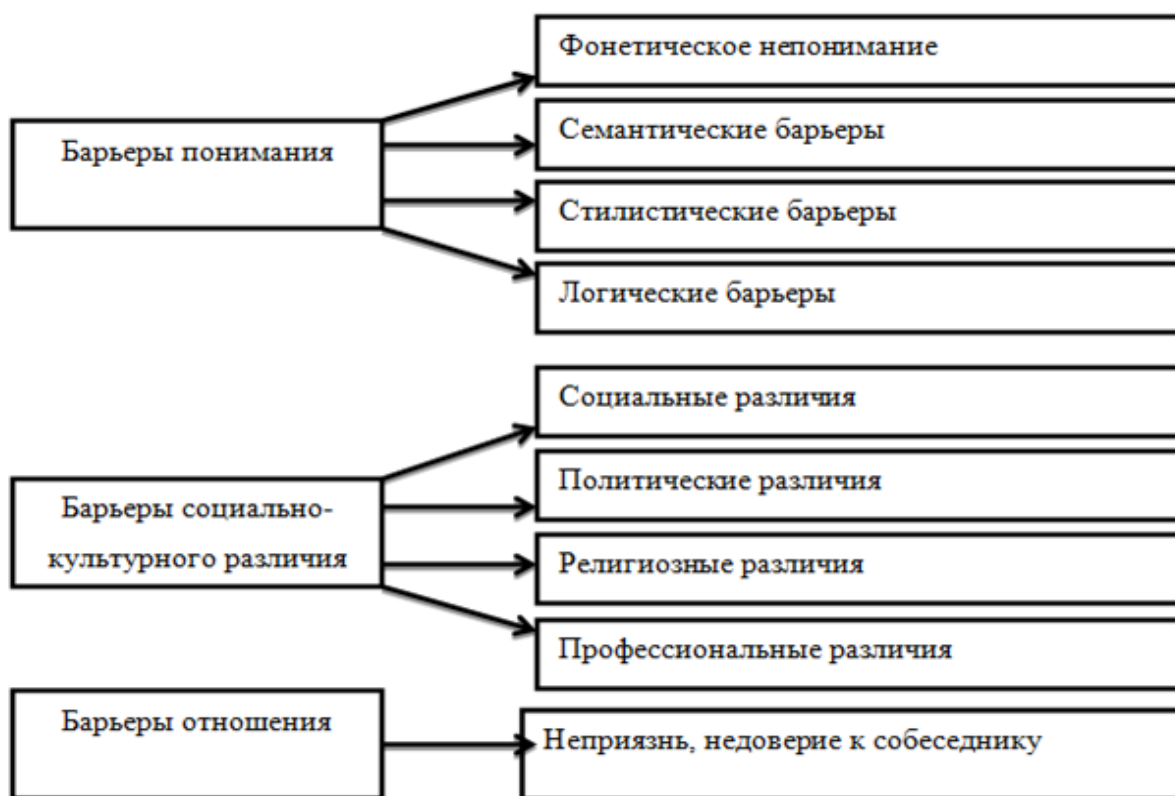 Барьеры понимания
Фонетическое непонимание
Семантические барьеры
Стилистические барьеры
Логические барьеры
Барьеры социально-
культурного различия
Социальные различия
Политические различия
Религиозные различия
Профессиональные различия
Барьеры отношения
Неприязнь, недоверие к собеседнику